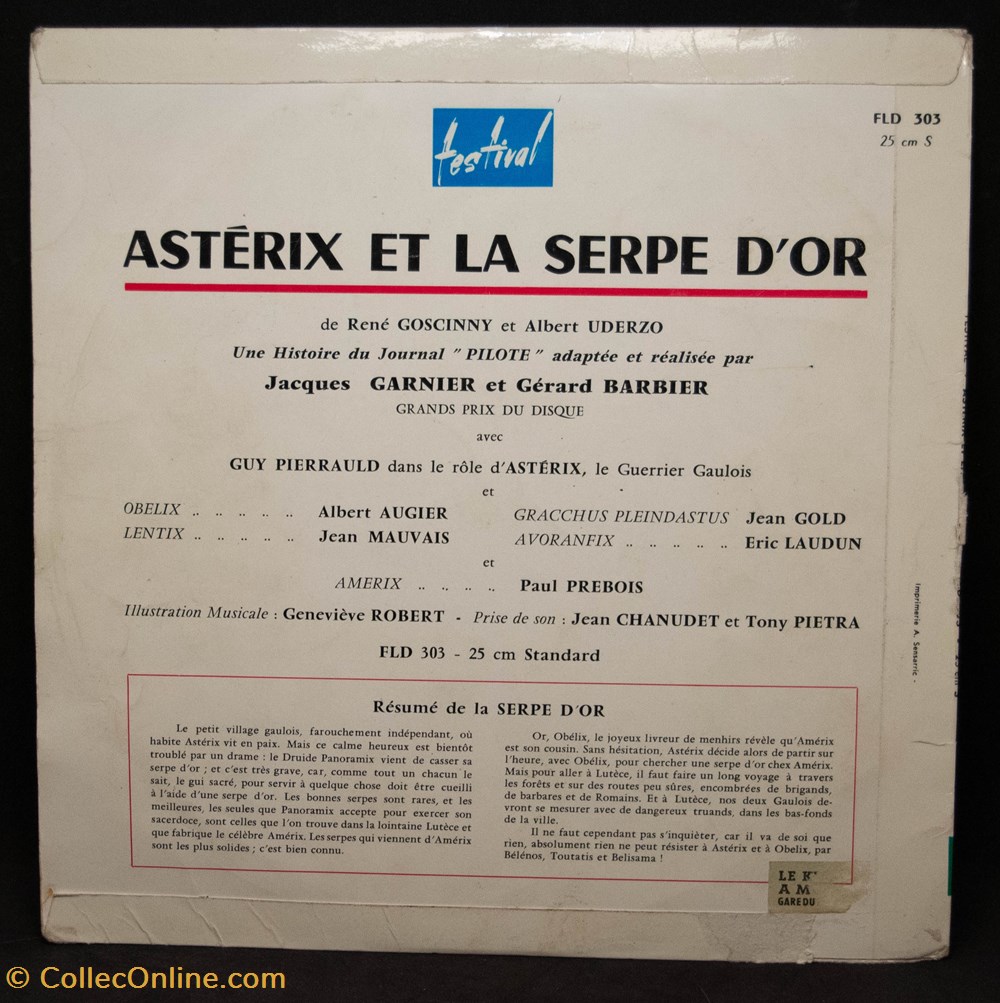 festival
FLD 303
25 cm S
ASTÉRIX ET LA SERPE D'OR
de René GOSCINNY et Albert UDERZO
Une Histoire du Journal " PILOTE " adaptée et réalisée par
Jacques GARNIER et Gérard BARBIER
GRANDS PRIX DU DISQUE
avec
GUY PIERRAULD dans le rôle d'ASTÉRIX, le Guerrier Gaulois
et
OBELIX .. .. .. .. .. Albert AUGIER
LENTIX .. .. .. .. .. Jean MAUVAIS
GRACCHUS PLEINDASTUS Jean GOLD
AVORANFIX .. .. .. .. .. Eric LAUDUN
et
AMERIX .. .. .. .. Paul PREBOIS
Illustration Musicale : Geneviève ROBERT - Prise de son : Jean CHANUDET et Tony PIETRA
FLD 303 - 25 cm Standard
Résumé de la SERPE D'OR
Le petit village gaulois, farouchement indépendant, où
habite Astérix vit en paix. Mais ce calme heureux est bientôt
troublé par un drame : le Druide Panoramix vient de casser sa
serpe d'or ; et c'est très grave, car, comme tout un chacun le
sait, le gui sacré, pour servir à quelque chose doit être cueilli
à l'aide d'une serpe d'or. Les bonnes serpes sont rares, et les
meilleures, les seules que Panoramix accepte pour exercer son
sacerdoce, sont celles que l'on trouve dans la lointaine Lutèce et
que fabrique le célèbre Amérix. Les serpes qui viennent d'Amérix
sont les plus solides ; c'est bien connu.
Or, Obélix, le joyeux livreur de menhirs révèle qu'Amérix
est son cousin. Sans hésitation, Astérix décide alors de partir sur
l'heure, avec Obélix, pour chercher une serpe d'or chez Amérix.
Mais pour aller à Lutèce, il faut faire un long voyage à travers
les forêts et sur des routes peu sûres, encombrées de brigands,
de barbares et de Romains. Et à Lutèce, nos deux Gaulois de-
vront se mesurer avec de dangereux truands, dans les bas-fonds
de la ville.
Il ne faut cependant pas s'inquièter, car il va de soi que
rien, absolument rien ne peut résister à Astérix et à Obelix, par
Bélénos, Toutatis et Belisama !
Imprimerie A. Sensarric -
LE K
A M
GARE DU
© CollecOnline.com